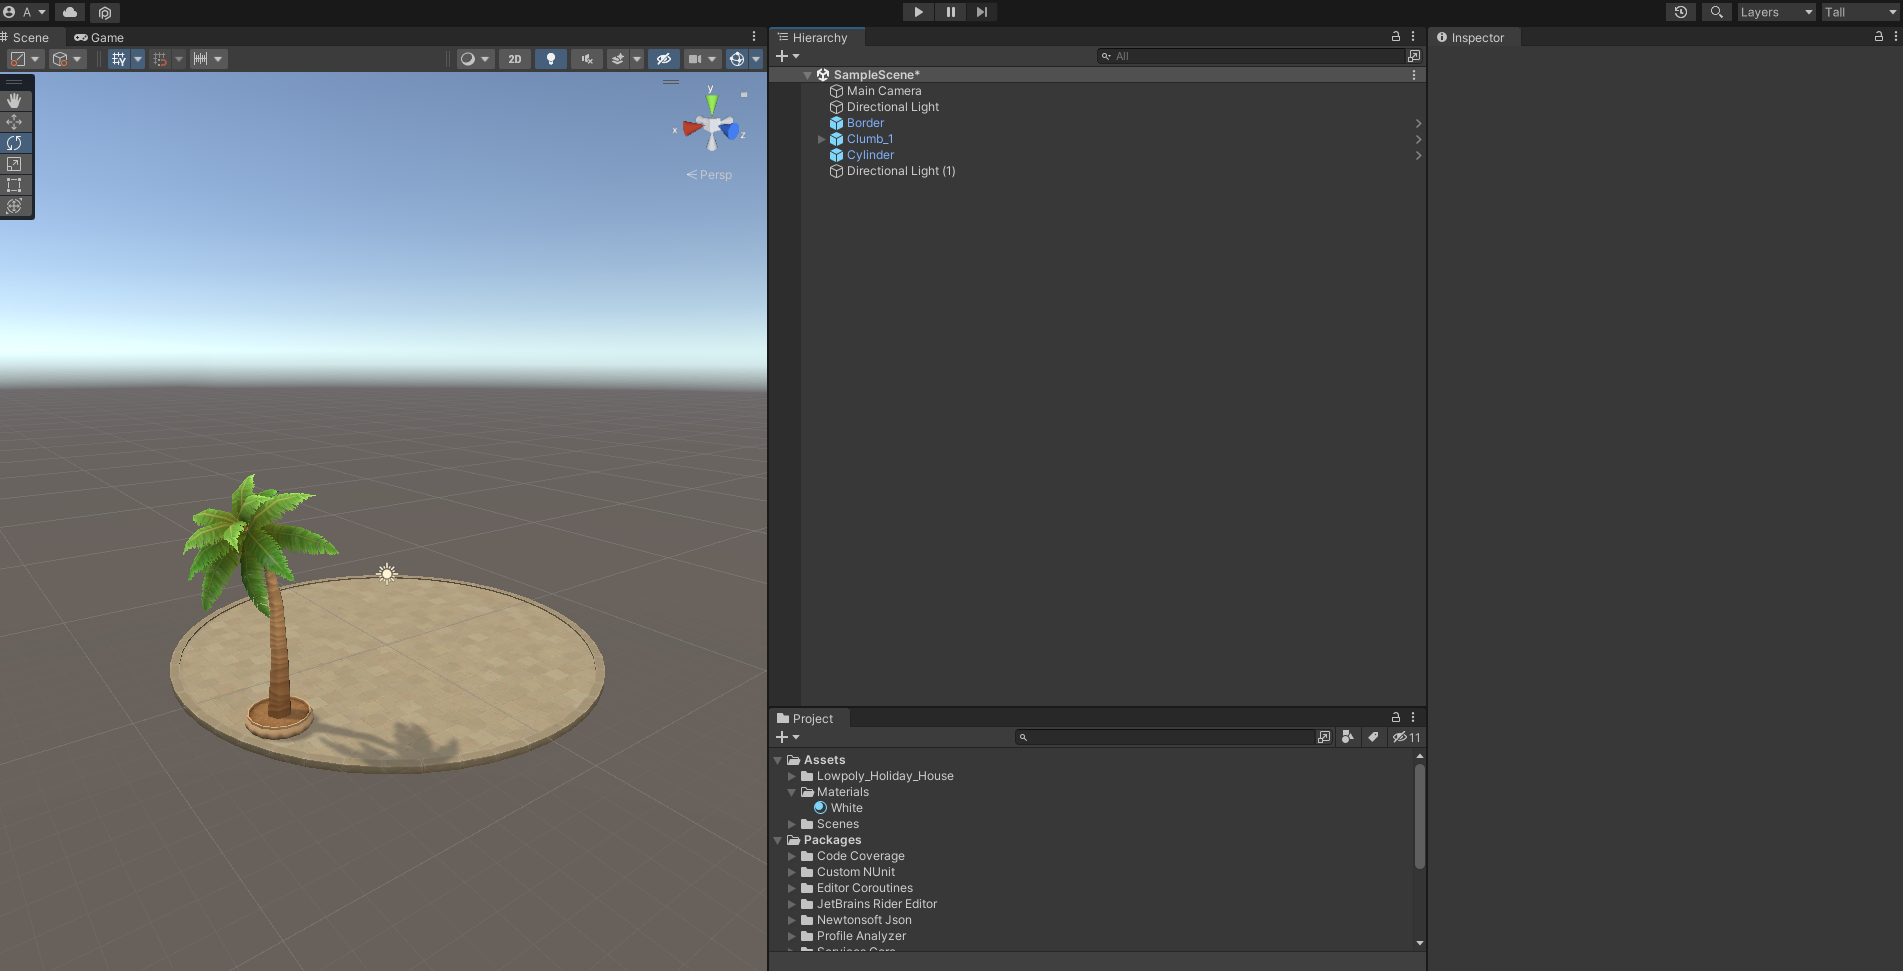 A
Layers
Tall
Scene
Game
Hierarchy
Inspector
2D
All
SampleScene*
Main Camera
Directional Light
Border
Clumb_1
Cylinder
Directional Light (1)
y
x
z
Persp
Project
11
Assets
Lowpoly_Holiday_House
Materials
White
Scenes
Packages
Code Coverage
Custom NUnit
Editor Coroutines
JetBrains Rider Editor
Newtonsoft Json
Profile Analyzer
Services Core